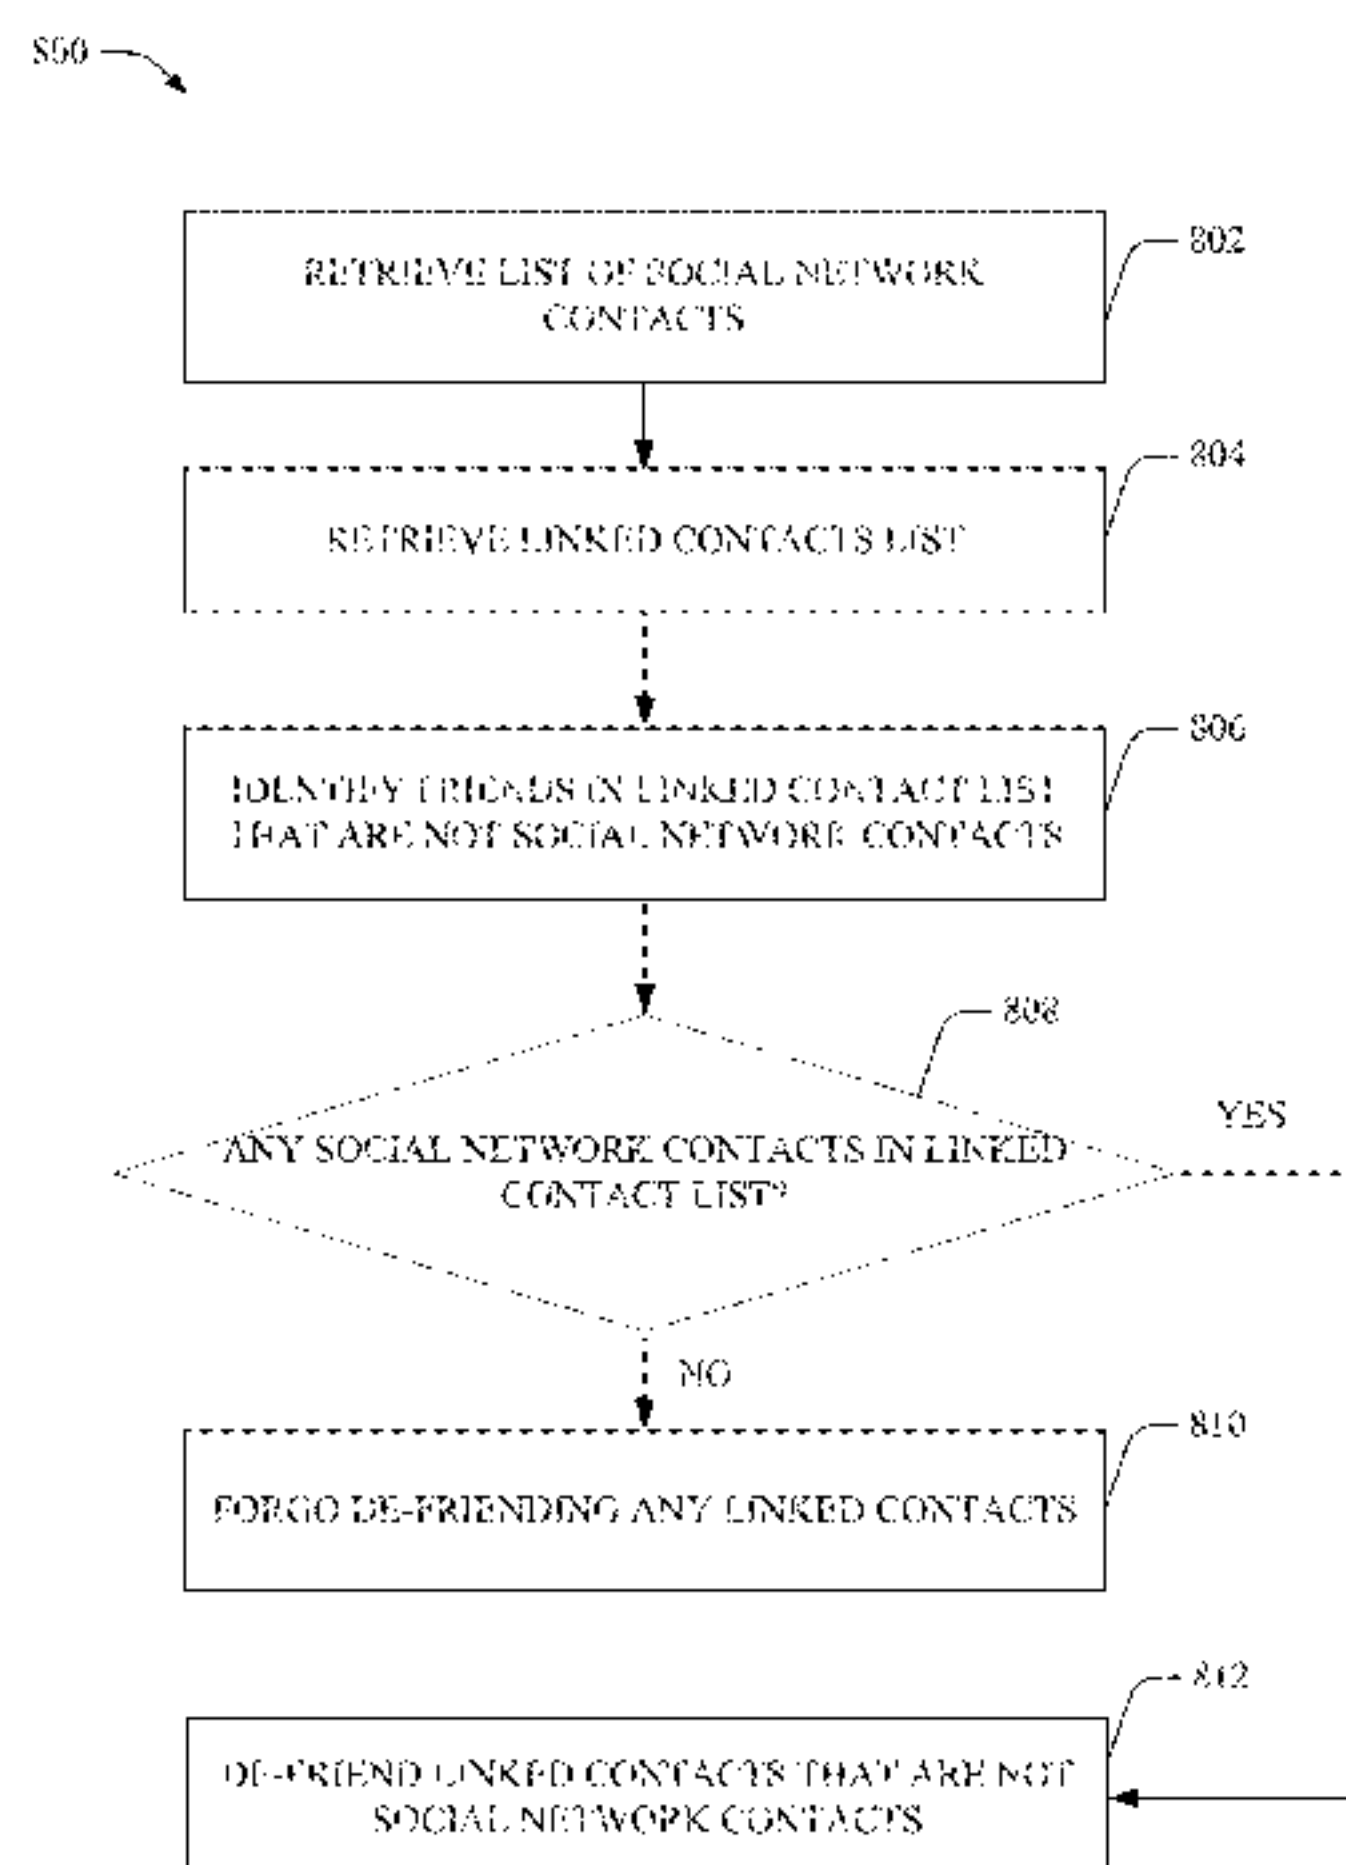 800
802
RETRIEVE LIST OF SOCIAL NETWORK
CONTACTS
804
RETRIEVE LINKED CONTACTS LIST
806
IDENTIFY FRIENDS IN LINKED CONTACT LIST
THAT ARE NOT SOCIAL NETWORK CONTACTS
808
YES
ANY SOCIAL NETWORK CONTACTS IN LINKED
CONTACT LIST?
NO
810
FORGO DE-FRIENDING ANY LINKED CONTACTS
812
DE-FRIEND LINKED CONTACTS THAT ARE NOT
SOCIAL NETWORK CONTACTS